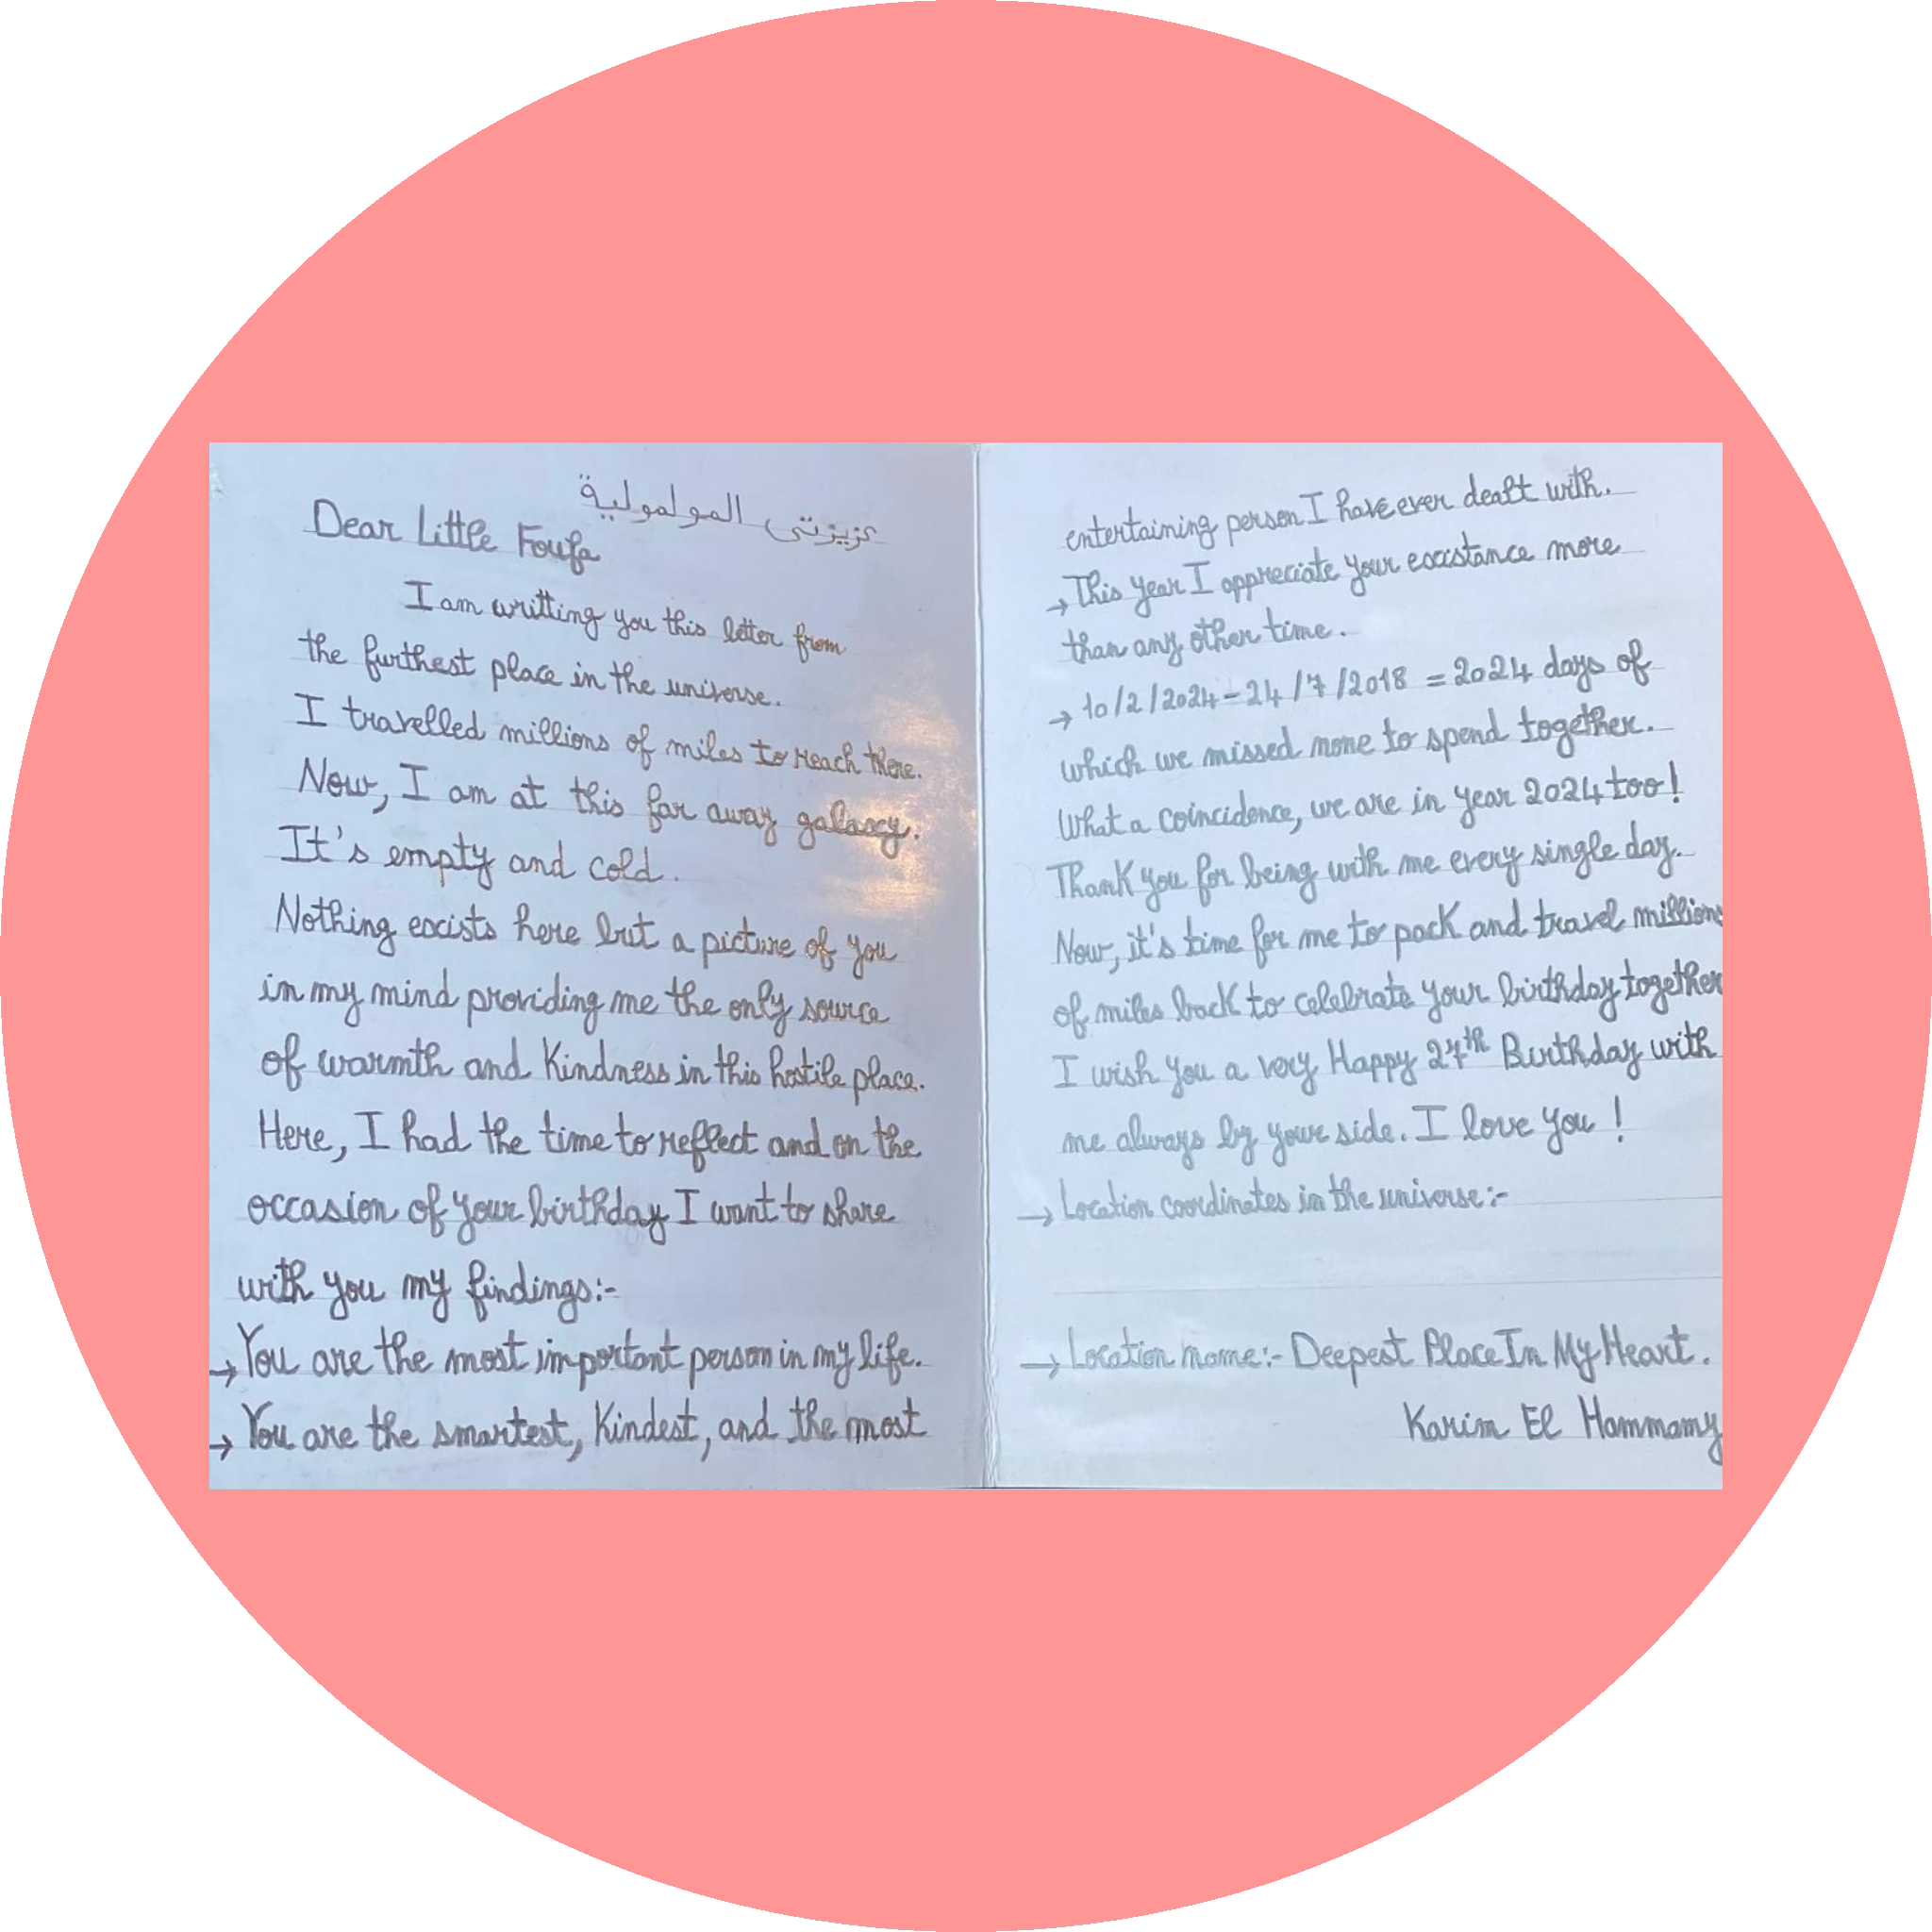 عزيزتى المولمولية
Dear Little Foufa
I am writting you this letter from
the furthest place in the universe.
I travelled millions of miles to reach there.
Now, I am at this far away galaxy.
It's empty and cold.
Nothing exists here but a picture of you
in my mind providing me the only source
of warmth and Kindness in this hostile place.
Here, I had the time to reflect and on the
occasion of your birthday I want to share
with you my findings:-
→ You are the most important person in my life.
→ You are the smartest, Kindest, and the most
entertaining person I have ever dealt with.
→ This year I appreciate your existance more
than any other time.
→ 10/2/2024 - 24/7/2018 = 2024 days of
which we missed none to spend together.
What a coincidence, we are in year 2024 too!
Thank you for being with me every single day.
Now, it's time for me to pack and travel millions
of miles back to celebrate your birthday together
I wish you a very Happy 27th Birthday with
me always by your side. I love you!
→ Location coordinates in the universe:-
→ Location name:- Deepest Place In My Heart.
Karim El Hammamy